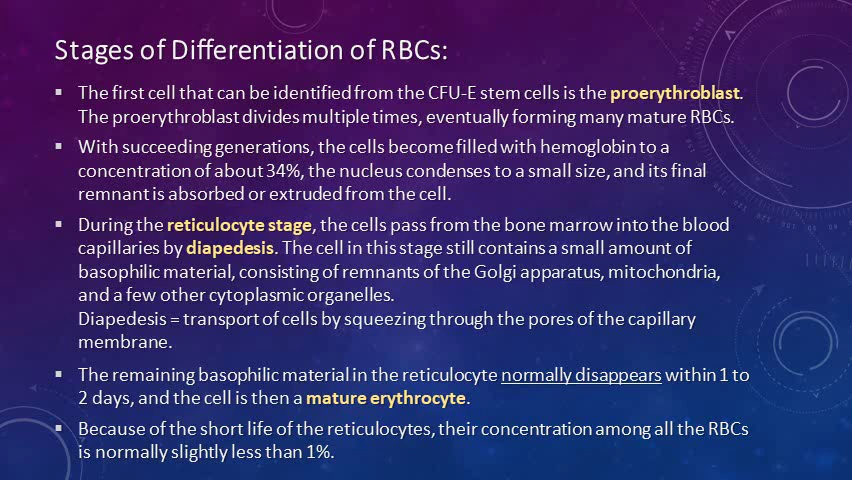 Stages of Differentiation of RBCs:
▪ The first cell that can be identified from the CFU-E stem cells is the proerythroblast.
The proerythroblast divides multiple times, eventually forming many mature RBCs.
▪ With succeeding generations, the cells become filled with hemoglobin to a
concentration of about 34%, the nucleus condenses to a small size, and its final
remnant is absorbed or extruded from the cell.
▪ During the reticulocyte stage, the cells pass from the bone marrow into the blood
capillaries by diapedesis. The cell in this stage still contains a small amount of
basophilic material, consisting of remnants of the Golgi apparatus, mitochondria,
and a few other cytoplasmic organelles.
Diapedesis = transport of cells by squeezing through the pores of the capillary
membrane.
▪ The remaining basophilic material in the reticulocyte normally disappears within 1 to
2 days, and the cell is then a mature erythrocyte.
▪ Because of the short life of the reticulocytes, their concentration among all the RBCs
is normally slightly less than 1%.